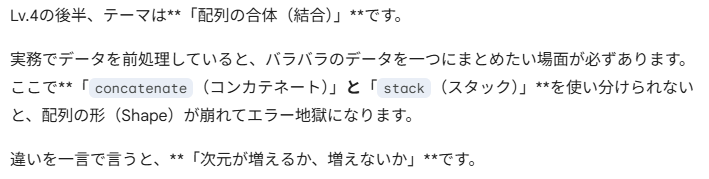 Lv.4の後半、テーマは**「配列の合体（結合）」**です。
実務でデータを前処理していると、バラバラのデータを一つにまとめたい場面が必ずあります。
ここで**「concatenate（コンカテネート）」と「stack（スタック）」**を使い分けられない
と、配列の形（Shape）が崩れてエラー地獄になります。
違いを一言で言うと、**「次元が増えるか、増えないか」**です。